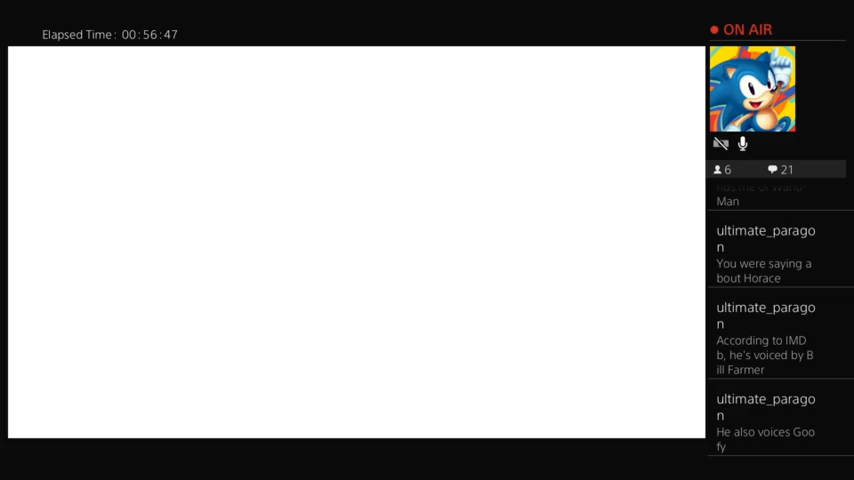 Elapsed Time: 00:56:47
ON AIR
6 21
Man
ultimate_parago
n
You were saying a
bout Horace
ultimate_parago
n
According to IMD
b, he's voiced by B
ill Farmer
ultimate_parago
n
He also voices Goo
fy